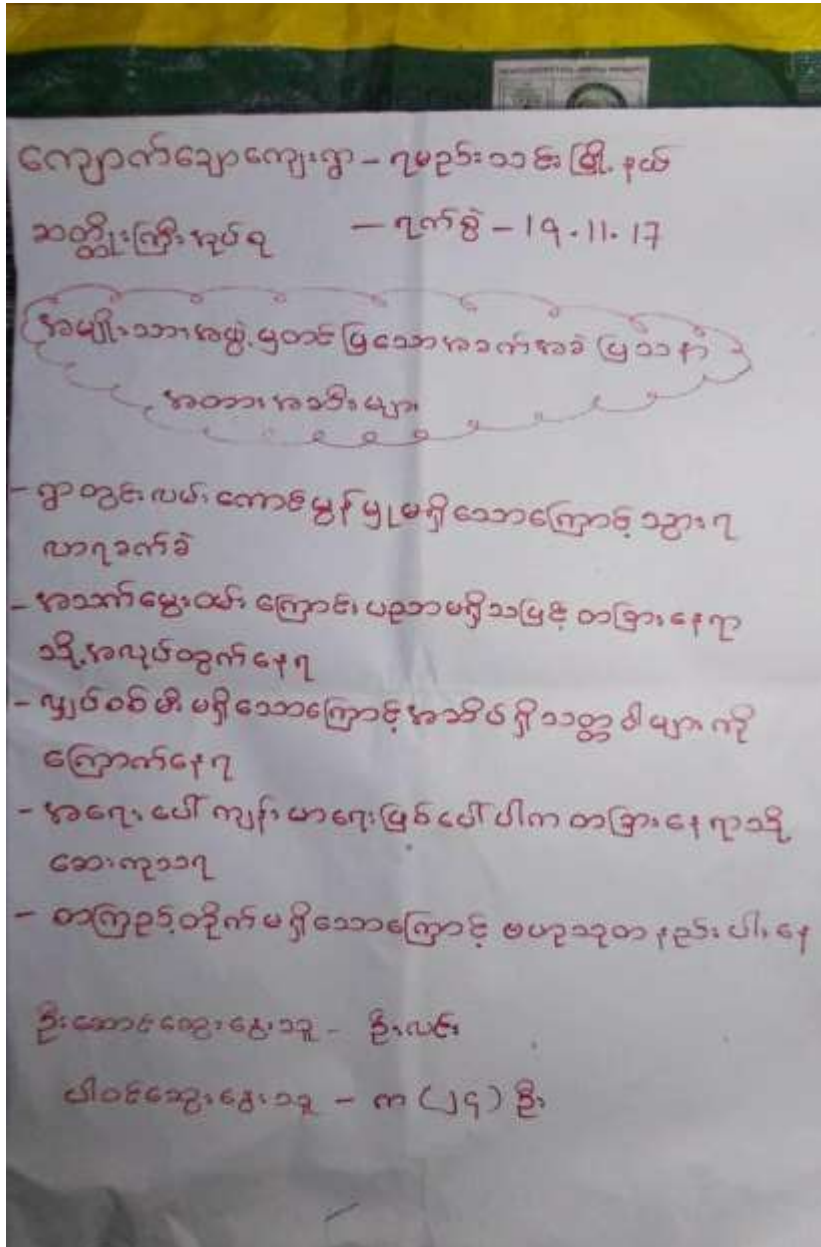 ကျောက်ချောကျေးရွာ – ရမည်းသင်းမြို့နယ်
ဆတ္တိုးကြီးအုပ်စု – ရက်စွဲ – 19.11.17
အမျိုးသားအဖွဲ့မှတင်ပြသောအခက်အခဲ ပြဿနာ
အတားအဆီးများ
– ရွာတွင်းလမ်းကောင်းမွန်မှုမရှိသောကြောင့် သွားရ
လာရခက်ခဲ
– အသက်မွေးဝမ်းကြောင်းပညာမရှိသဖြင့် တခြားနေရာ
သို့အလုပ်ထွက်နေရ
– လျှပ်စစ်မီးမရှိသောကြောင့်အဆိပ်ရှိသတ္တဝါများကို
ကြောက်နေရ
– အရေးပေါ်ကျန်းမာရေးဖြစ်ပေါ်ပါက တခြားနေရာသို့
ဆေးကုသရ
– စာကြည့်တိုက်မရှိသောကြောင့် ဗဟုသုတနည်းပါးနေ
ဦးဆောင်ဆွေးနွေးသူ – ဦးလင်း
ပါဝင်ဆွေးနွေးသူ – က (၂၄) ဦး